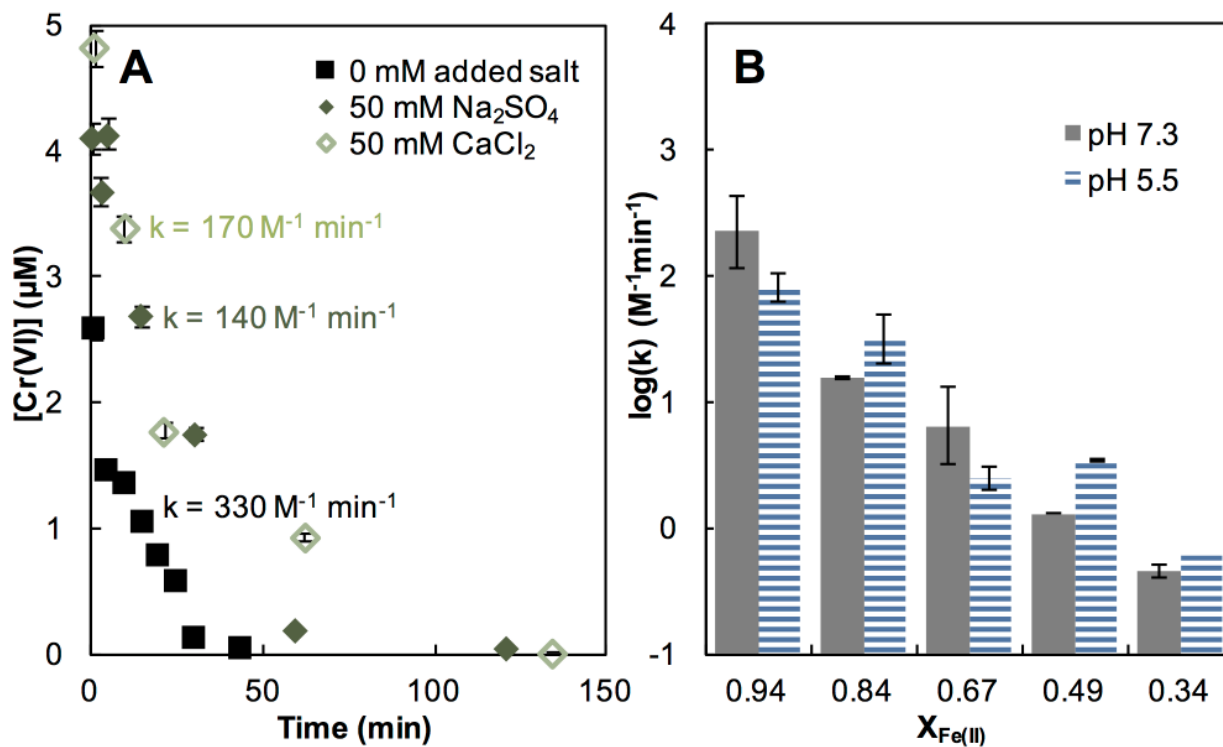 A
0 mM added salt
50 mM Na₂SO₄
50 mM CaCl₂
k = 170 M⁻¹ min⁻¹
k = 140 M⁻¹ min⁻¹
k = 330 M⁻¹ min⁻¹
[Cr(VI)] (µM)
5
4
3
2
1
0
0 50 100 150
Time (min)
B
pH 7.3
pH 5.5
log(k) (M⁻¹min⁻¹)
4
3
2
1
0
-1
0.94 0.84 0.67 0.49 0.34
X_Fe(II)